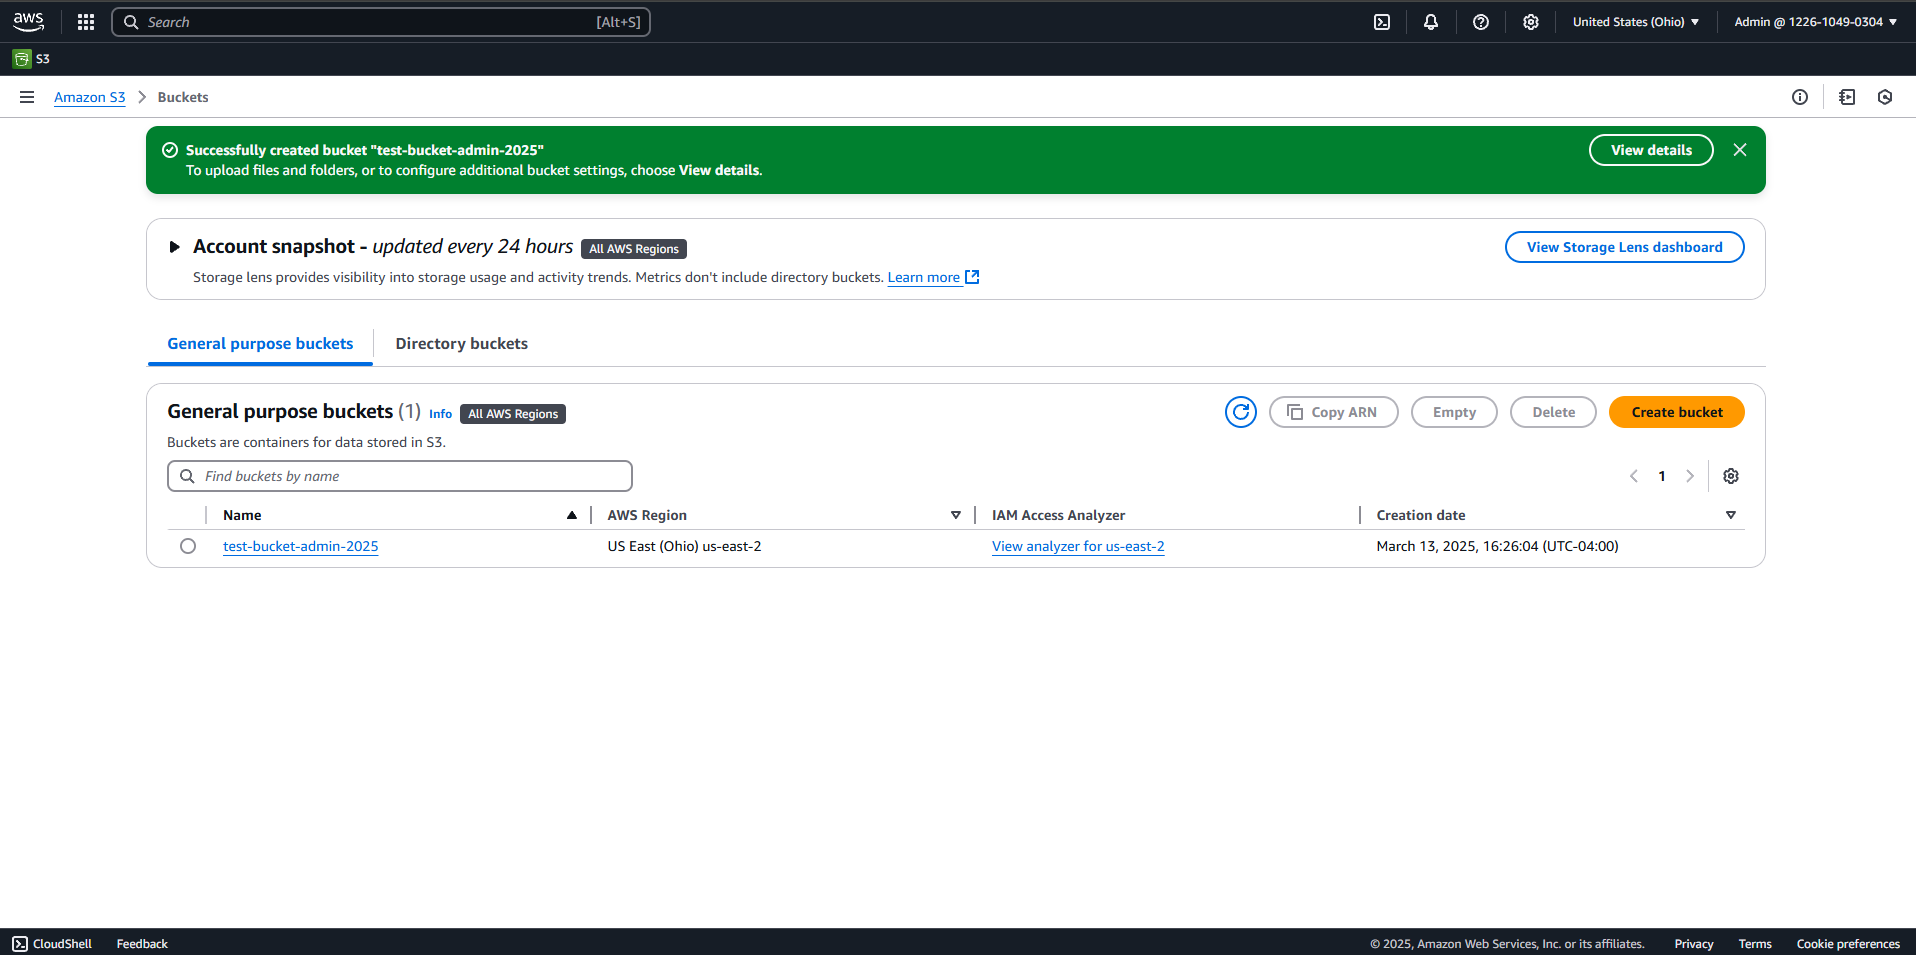 aws
Search [Alt+S]
United States (Ohio)
Admin @ 1226-1049-0304
S3
Amazon S3 Buckets
Successfully created bucket "test-bucket-admin-2025"
To upload files and folders, or to configure additional bucket settings, choose View details.
View details
Account snapshot - updated every 24 hours All AWS Regions
Storage lens provides visibility into storage usage and activity trends. Metrics don't include directory buckets. Learn more
View Storage Lens dashboard
General purpose buckets
Directory buckets
General purpose buckets (1) Info All AWS Regions
Buckets are containers for data stored in S3.
Copy ARN
Empty
Delete
Create bucket
Find buckets by name
1
Name AWS Region IAM Access Analyzer Creation date
test-bucket-admin-2025 US East (Ohio) us-east-2 View analyzer for us-east-2 March 13, 2025, 16:26:04 (UTC-04:00)
CloudShell Feedback © 2025, Amazon Web Services, Inc. or its affiliates. Privacy Terms Cookie preferences